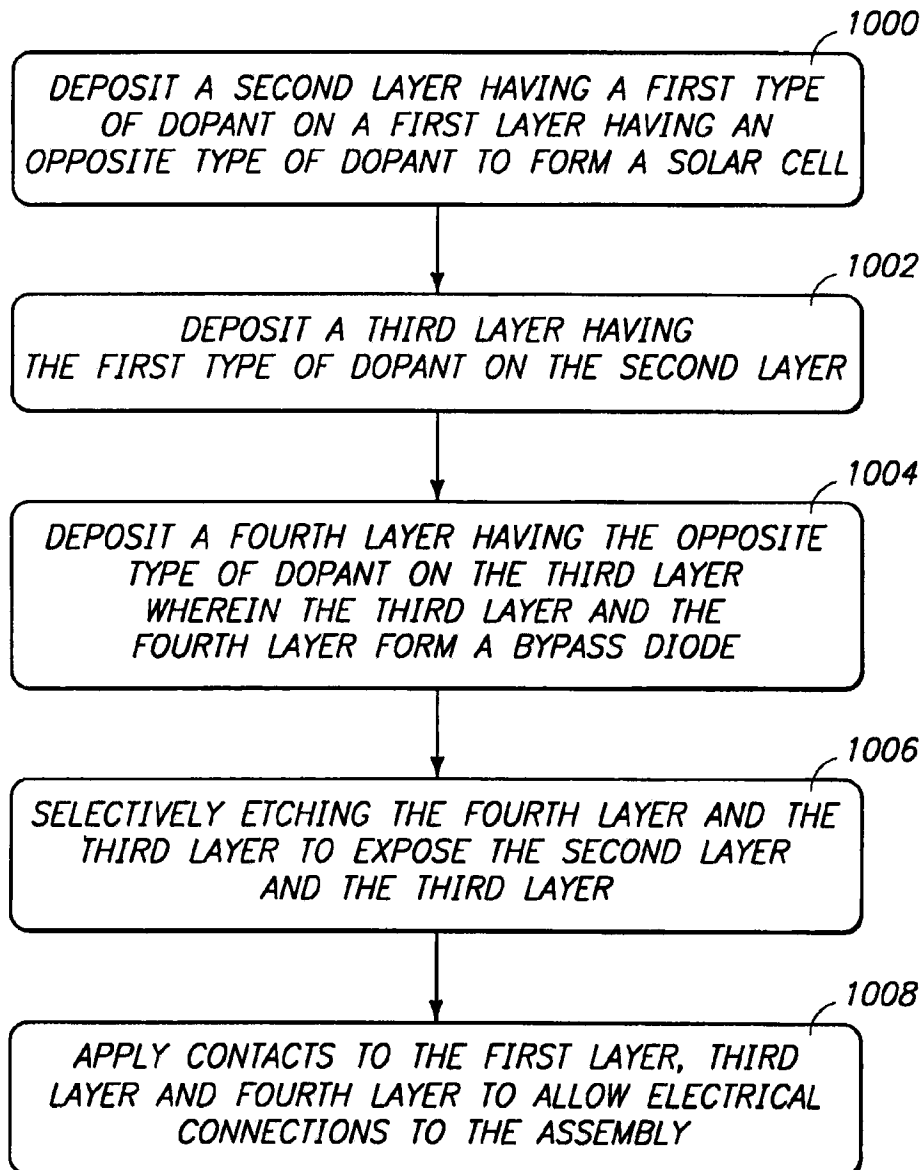 1000
DEPOSIT A SECOND LAYER HAVING A FIRST TYPE
OF DOPANT ON A FIRST LAYER HAVING AN
OPPOSITE TYPE OF DOPANT TO FORM A SOLAR CELL
1002
DEPOSIT A THIRD LAYER HAVING
THE FIRST TYPE OF DOPANT ON THE SECOND LAYER
1004
DEPOSIT A FOURTH LAYER HAVING THE OPPOSITE
TYPE OF DOPANT ON THE THIRD LAYER
WHEREIN THE THIRD LAYER AND THE
FOURTH LAYER FORM A BYPASS DIODE
1006
SELECTIVELY ETCHING THE FOURTH LAYER AND THE
THIRD LAYER TO EXPOSE THE SECOND LAYER
AND THE THIRD LAYER
1008
APPLY CONTACTS TO THE FIRST LAYER, THIRD
LAYER AND FOURTH LAYER TO ALLOW ELECTRICAL
CONNECTIONS TO THE ASSEMBLY